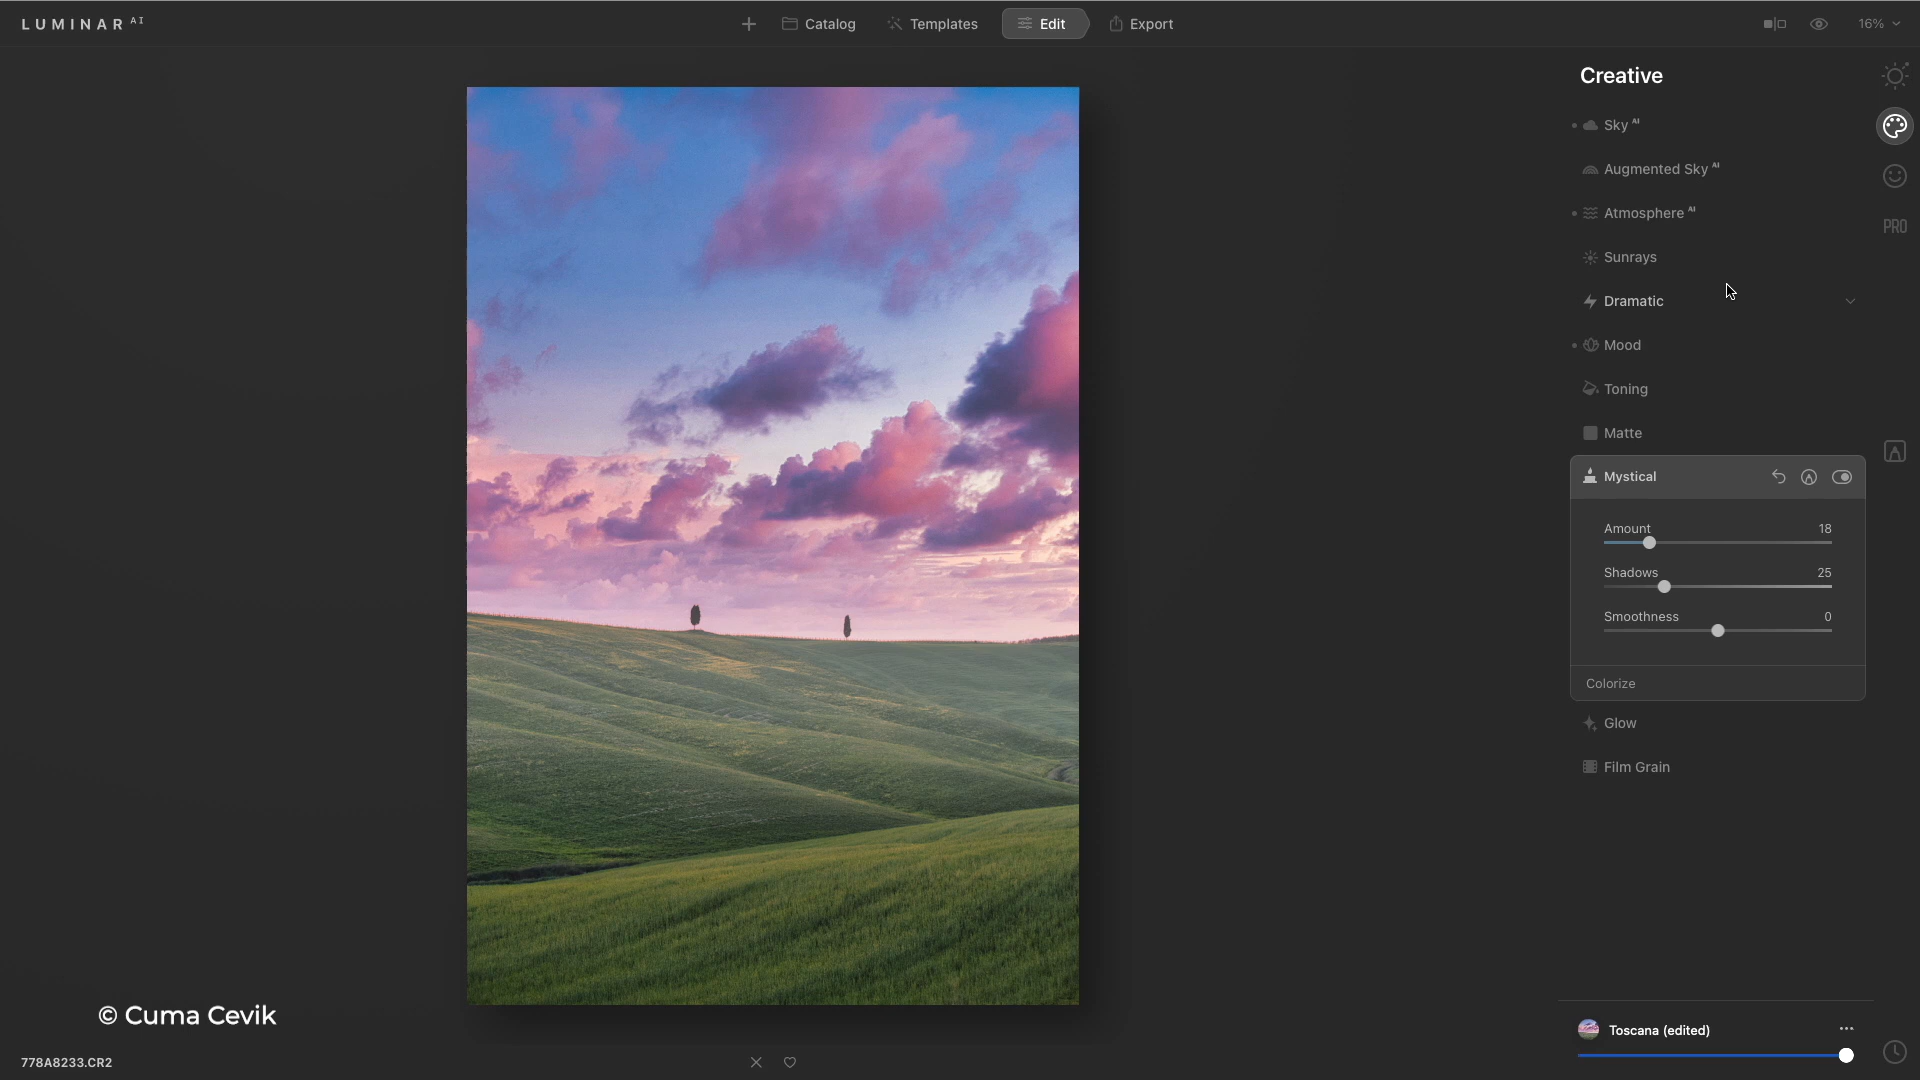 LUMINAR AI
Catalog
Templates
Edit
Export
16%
Creative
Sky AI
Augmented Sky AI
Atmosphere AI
PRO
Sunrays
Dramatic
Mood
Toning
Matte
Mystical
Amount 18
Shadows 25
Smoothness 0
Colorize
Glow
Film Grain
© Cuma Cevik
Toscana (edited)
778A8233.CR2